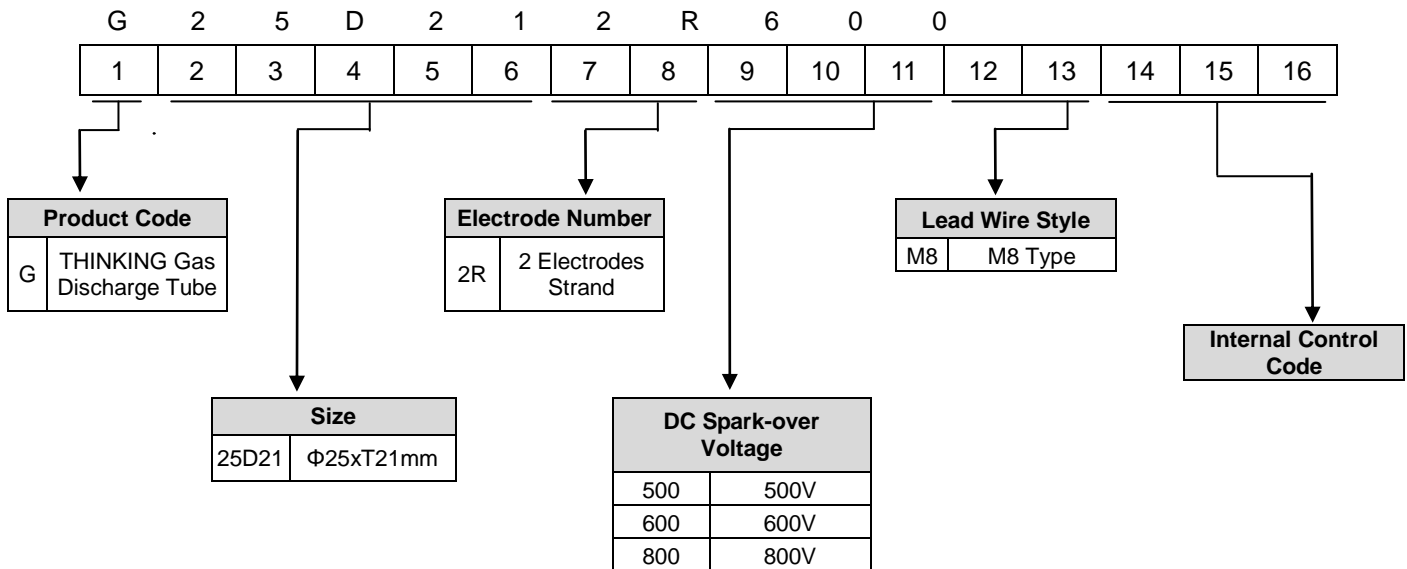 G 2 5 D 2 1 2 R 6 0 0
1 2 3 4 5 6 7 8 9 10 11 12 13 14 15 16
Product Code
G THINKING Gas
Discharge Tube
Electrode Number
2R 2 Electrodes
Strand
Lead Wire Style
M8 M8 Type
Internal Control
Code
Size
25D21 Φ25xT21mm
DC Spark-over
Voltage
500 500V
600 600V
800 800V